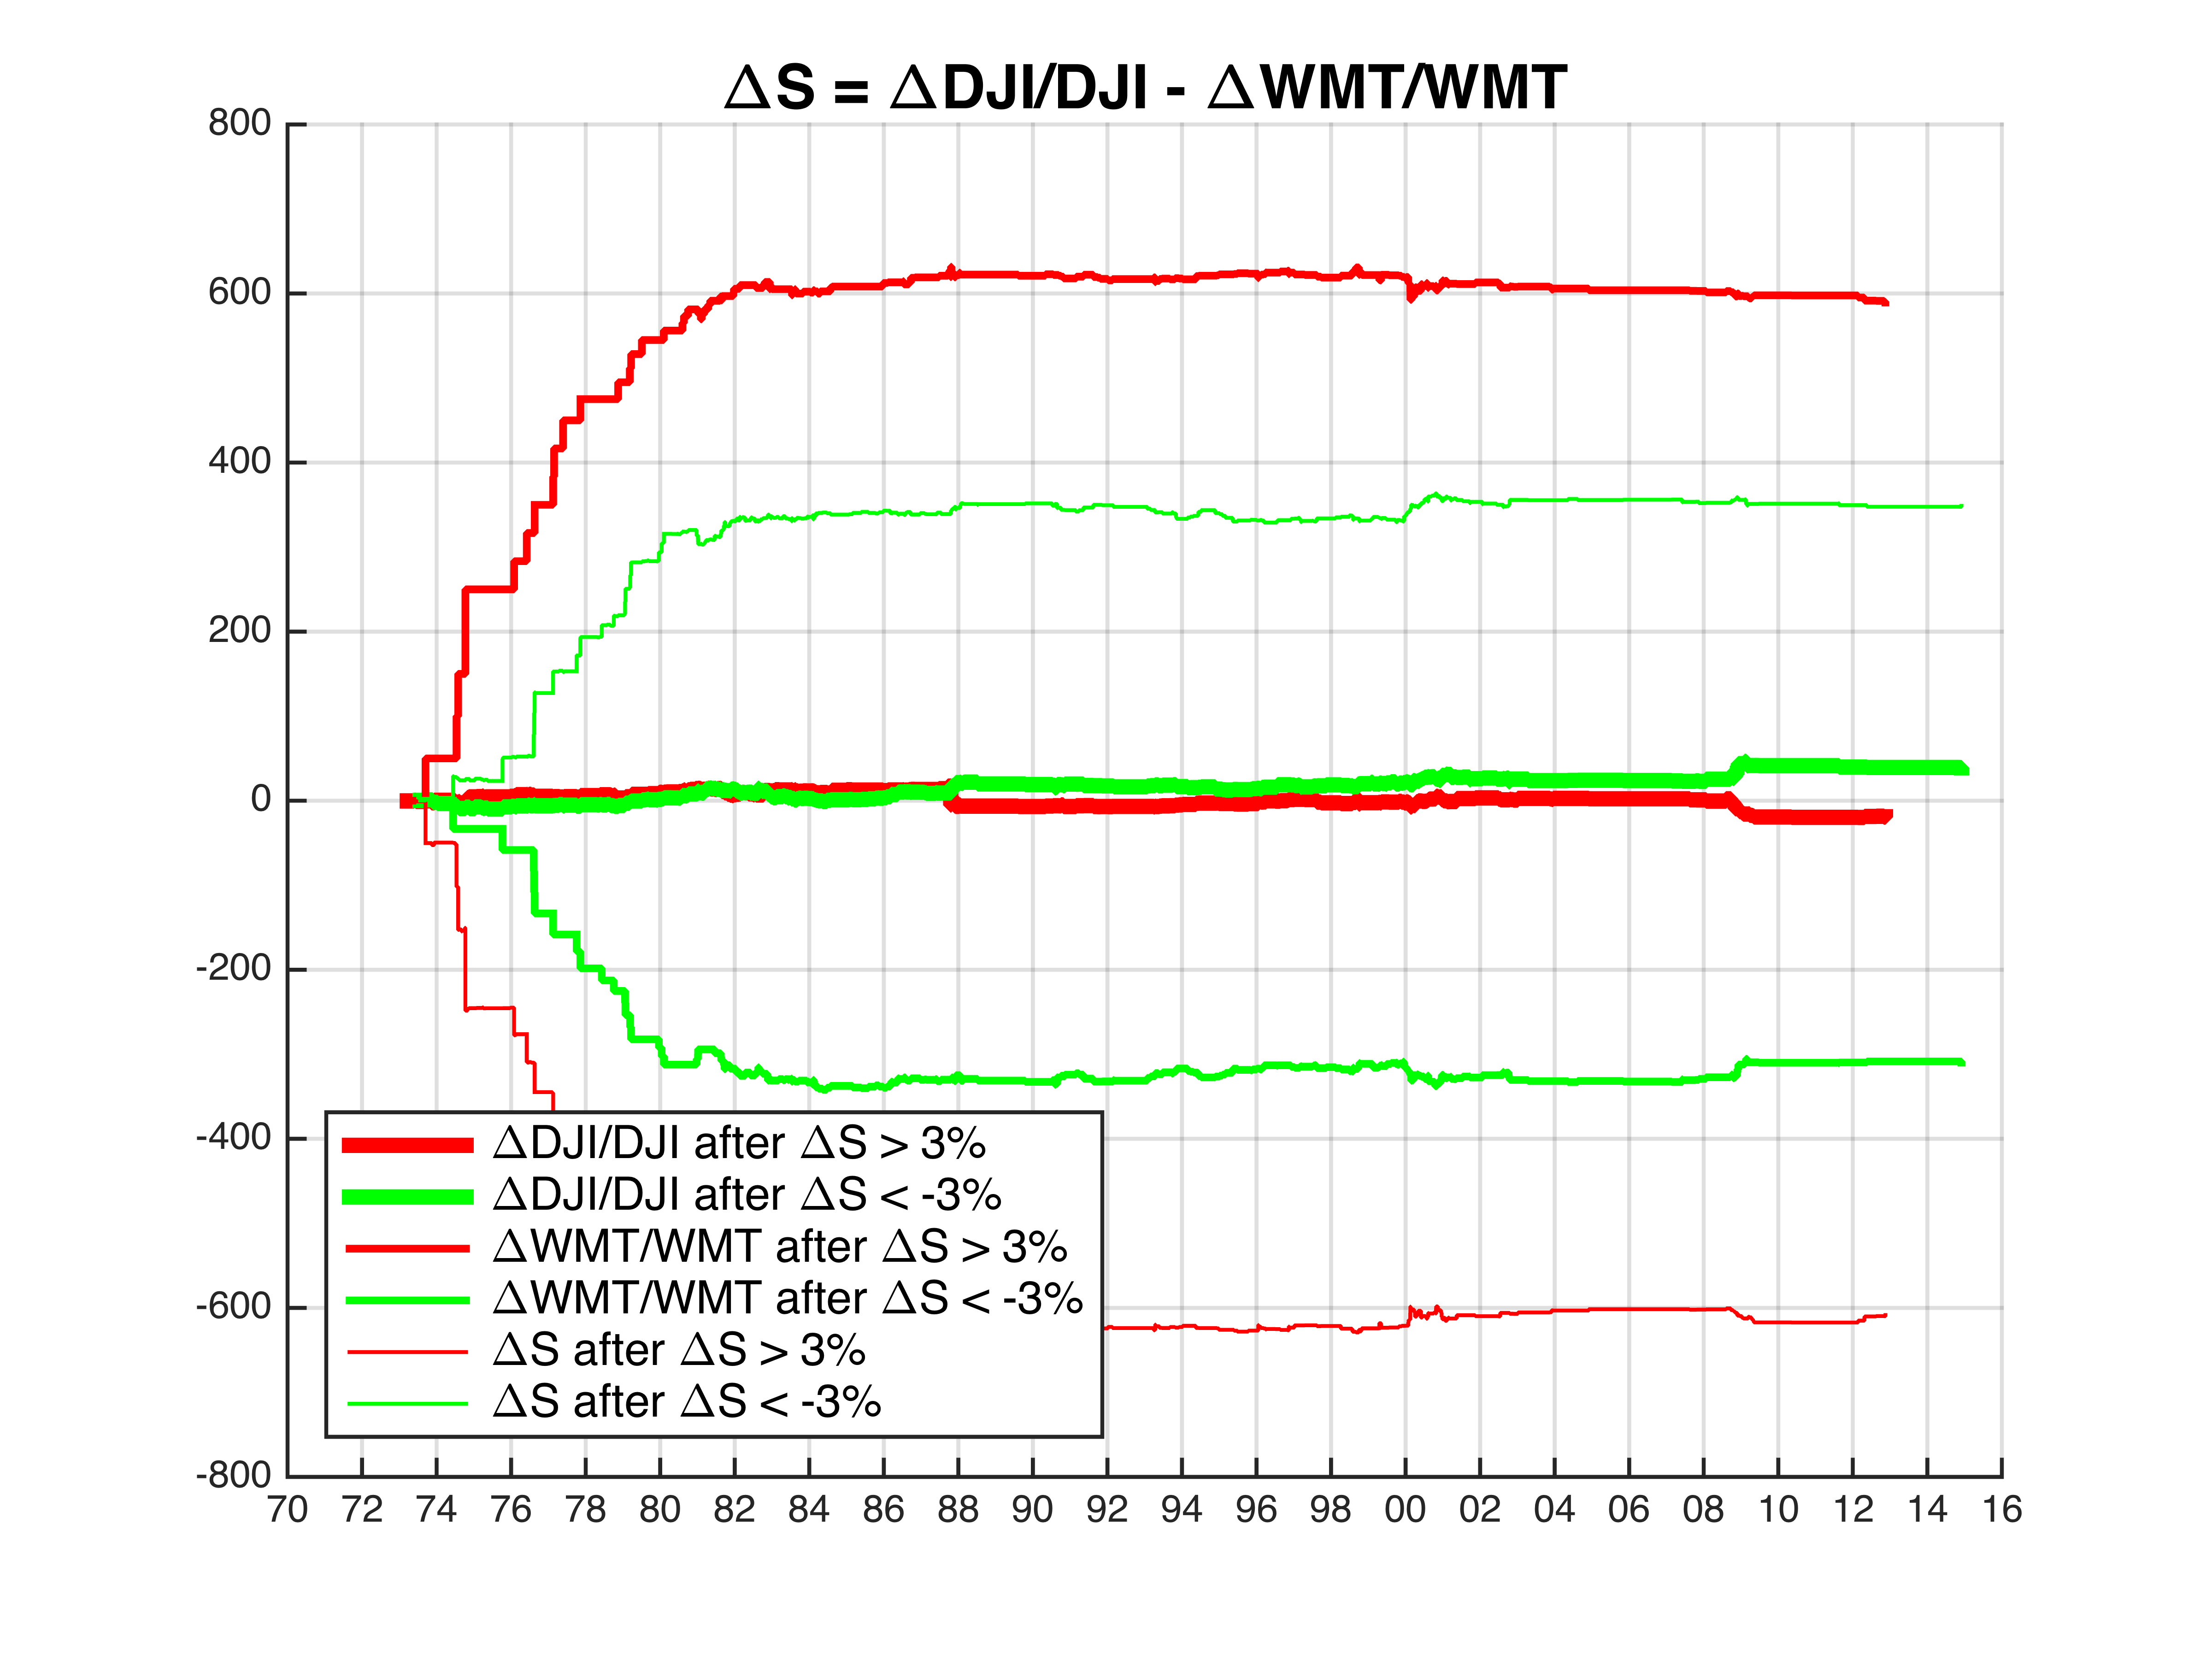 ΔS = ΔDJI/DJI - ΔWMT/WMT
800
600
400
200
0
-200
-400
-600
-800
ΔDJI/DJI after ΔS > 3%
ΔDJI/DJI after ΔS < -3%
ΔWMT/WMT after ΔS > 3%
ΔWMT/WMT after ΔS < -3%
ΔS after ΔS > 3%
ΔS after ΔS < -3%
70 72 74 76 78 80 82 84 86 88 90 92 94 96 98 00 02 04 06 08 10 12 14 16